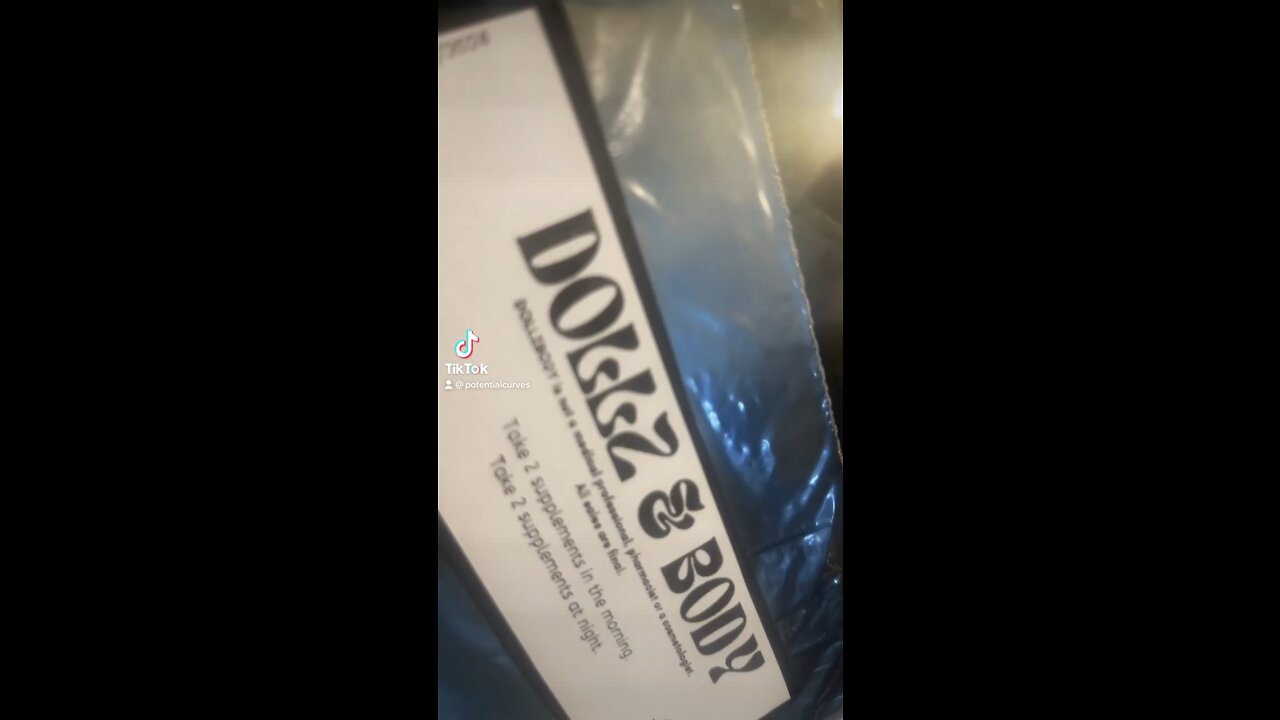 DOLLZ & BODY
DOLLZBODY is not a medical professional, pharmacist or a cosmetologist.
All sales are final.
Take 2 supplements in the morning.
Take 2 supplements at night.
TikTok
@potentialcurves